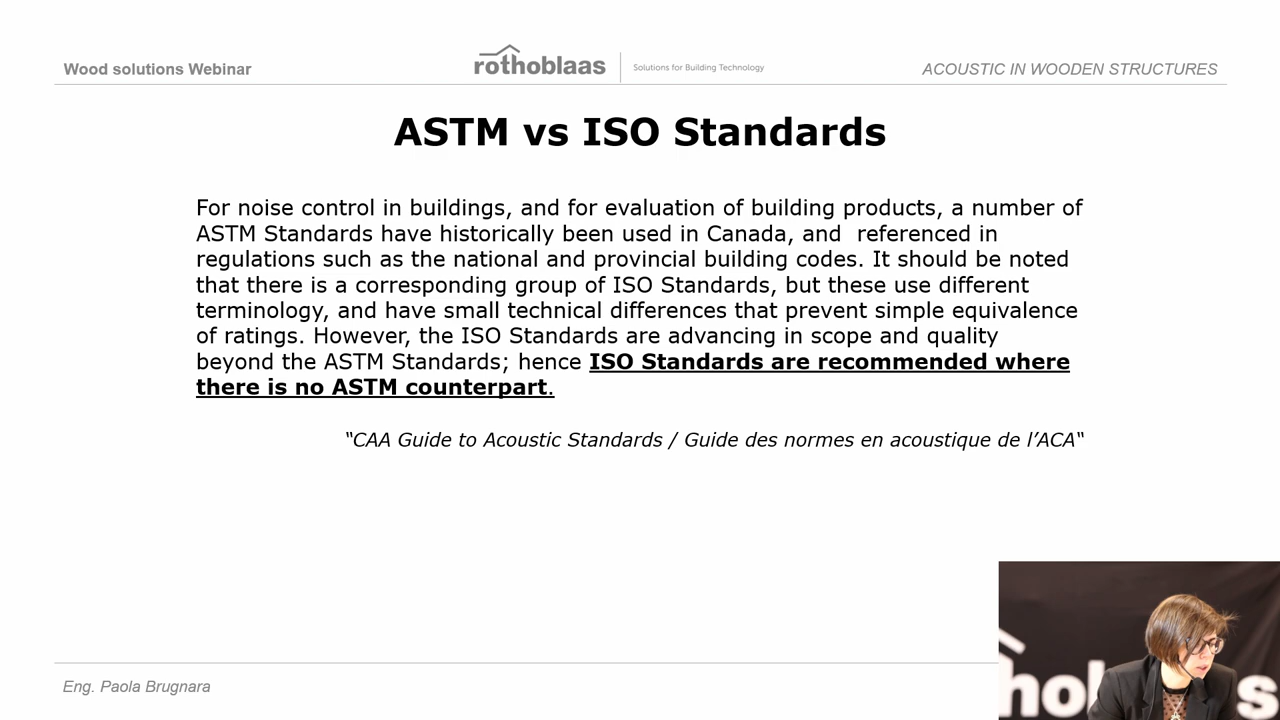 Wood solutions Webinar
rothoblaas
Solutions for Building Technology
ACOUSTIC IN WOODEN STRUCTURES
ASTM vs ISO Standards
For noise control in buildings, and for evaluation of building products, a number of
ASTM Standards have historically been used in Canada, and  referenced in
regulations such as the national and provincial building codes. It should be noted
that there is a corresponding group of ISO Standards, but these use different
terminology, and have small technical differences that prevent simple equivalence
of ratings. However, the ISO Standards are advancing in scope and quality
beyond the ASTM Standards; hence ISO Standards are recommended where
there is no ASTM counterpart.
“CAA Guide to Acoustic Standards / Guide des normes en acoustique de l’ACA“
Eng. Paola Brugnara